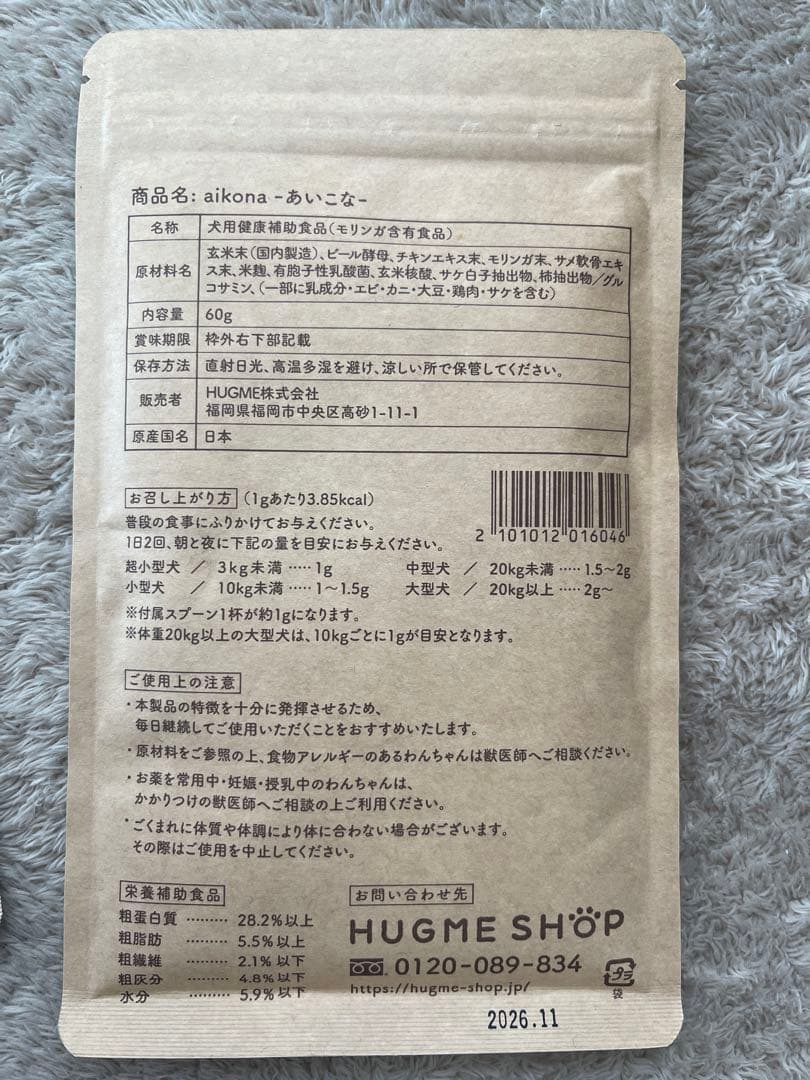 商品名: aikona -あいこな-
名称 犬用健康補助食品(モリンガ含有食品)
原材料名 玄米末(国内製造)、ビール酵母、チキンエキス末、モリンガ末、サメ軟骨エキ
ス末、米麹、有胞子性乳酸菌、玄米核酸、サケ白子抽出物、柿抽出物/グル
コサミン、(一部に乳成分・エビ・カニ・大豆・鶏肉・サケを含む)
内容量 60g
賞味期限 枠外右下部記載
保存方法 直射日光、高温多湿を避け、涼しい所で保管してください。
販売者 HUGME株式会社
福岡県福岡市中央区高砂1-11-1
原産国名 日本
お召し上がり方 (1gあたり3.85kcal)
普段の食事にふりかけてお与えください。
1日2回、朝と夜に下記の量を目安にお与えください。
2 101012 016046
超小型犬 / 3kg未満 ····· 1g 中型犬 / 20kg未満 ····· 1.5~2g
小型犬 / 10kg未満 ····· 1~1.5g 大型犬 / 20kg以上 ····· 2g~
※付属スプーン1杯が約1gになります。
※体重20kg以上の大型犬は、10kgごとに1gが目安となります。
ご使用上の注意
・本製品の特徴を十分に発揮させるため、
毎日継続してご使用いただくことをおすすめいたします。
・原材料をご参照の上、食物アレルギーのあるわんちゃんは獣医師へご相談ください。
・お薬を常用中・妊娠・授乳中のわんちゃんは、
かかりつけの獣医師へご相談の上ご利用ください。
・ごくまれに体質や体調により体に合わない場合がございます。
その際はご使用を中止してください。
栄養補助食品
粗蛋白質 ········· 28.2%以上
粗脂肪 ········· 5.5%以上
粗繊維 ········· 2.1%以下
粗灰分 ········· 4.8%以下
水分 ········· 5.9%以下
お問い合わせ先
HUGME SHOP
0120-089-834
https://hugme-shop.jp/
プラ
袋
2026.11